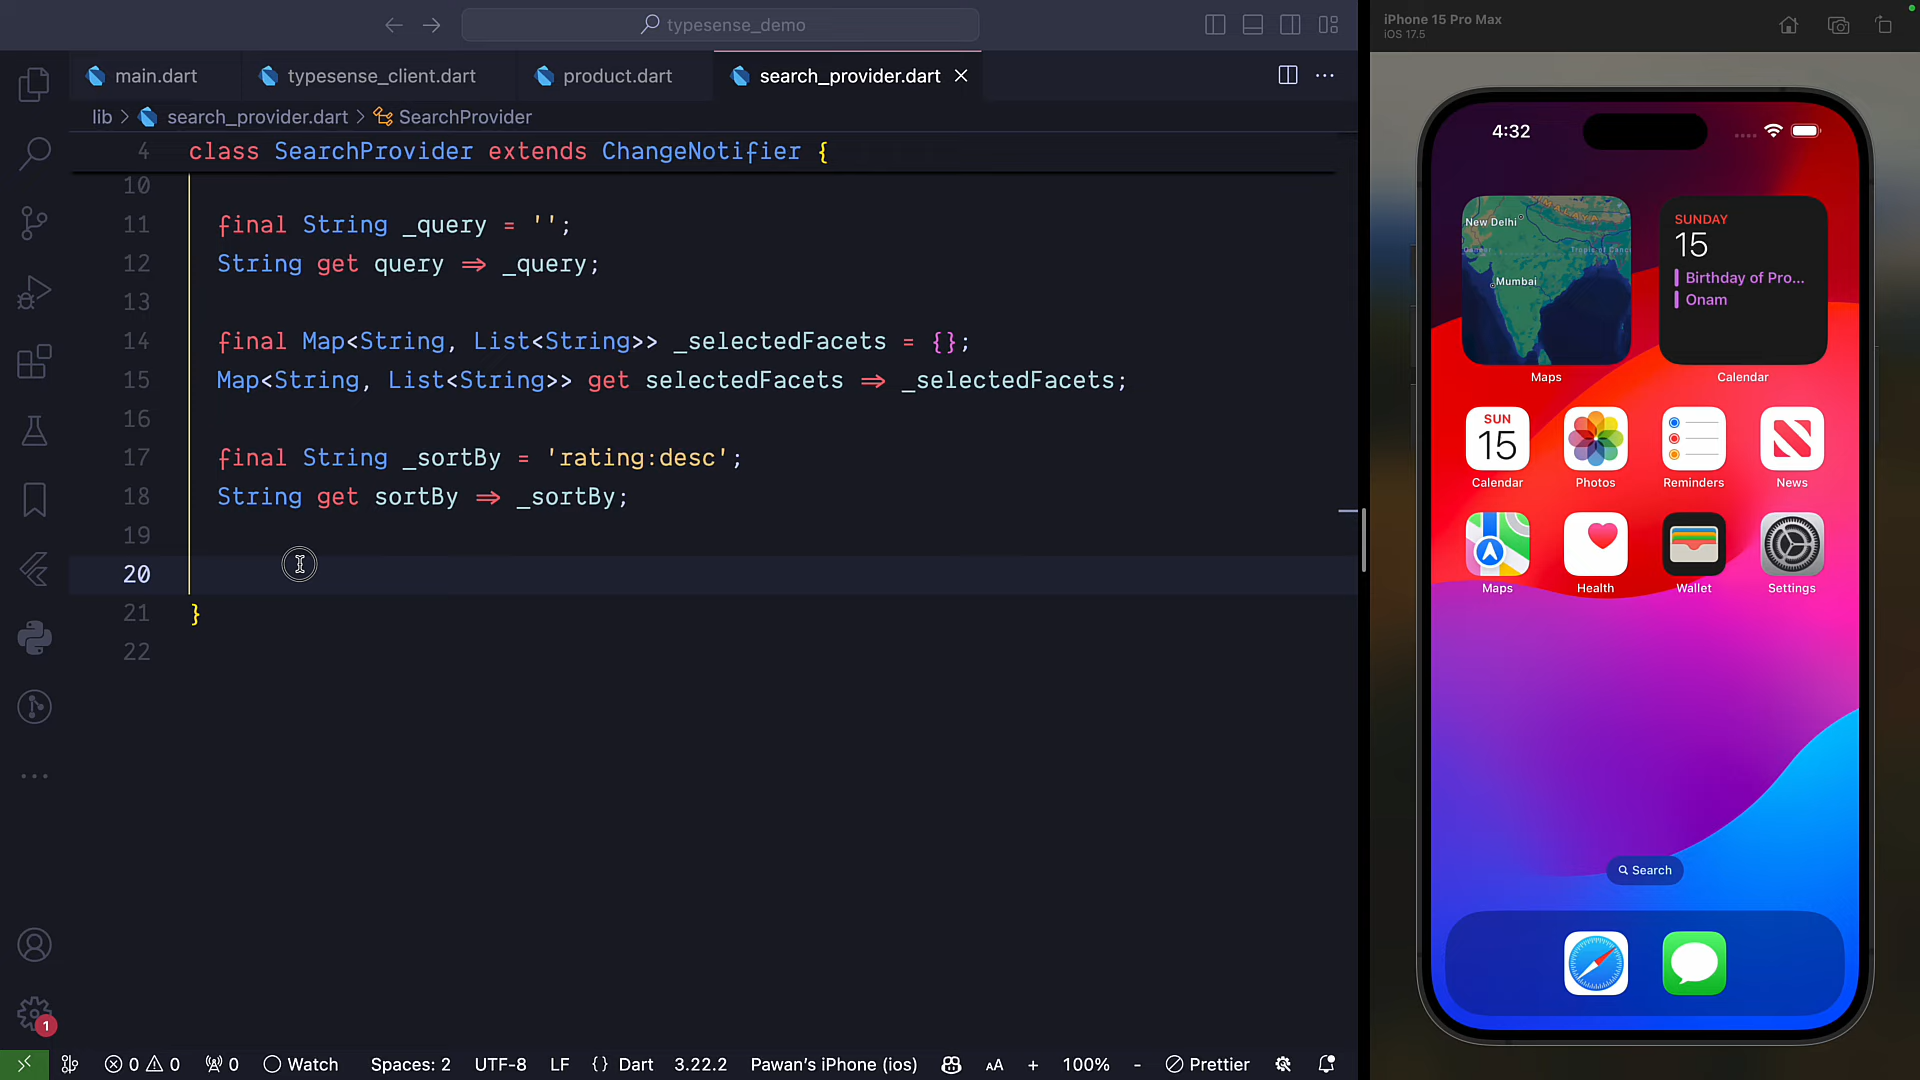 typesense_demo
main.dart
typesense_client.dart
product.dart
search_provider.dart
lib > search_provider.dart > SearchProvider
4 class SearchProvider extends ChangeNotifier {
10
11 final String _query = '';
12 String get query => _query;
13
14 final Map<String, List<String>> _selectedFacets = {};
15 Map<String, List<String>> get selectedFacets => _selectedFacets;
16
17 final String _sortBy = 'rating:desc';
18 String get sortBy => _sortBy;
19
20
21 }
22
1
0 0 0 Watch Spaces: 2 UTF-8 LF {} Dart 3.22.2 Pawan's iPhone (ios) AA + 100% - Prettier
iPhone 15 Pro Max
iOS 17.5
4:32
New Delhi
Mumbai
Maps
SUNDAY
15
Birthday of Pro...
Onam
Calendar
SUN
15
Calendar Photos Reminders News
Maps Health Wallet Settings
Search